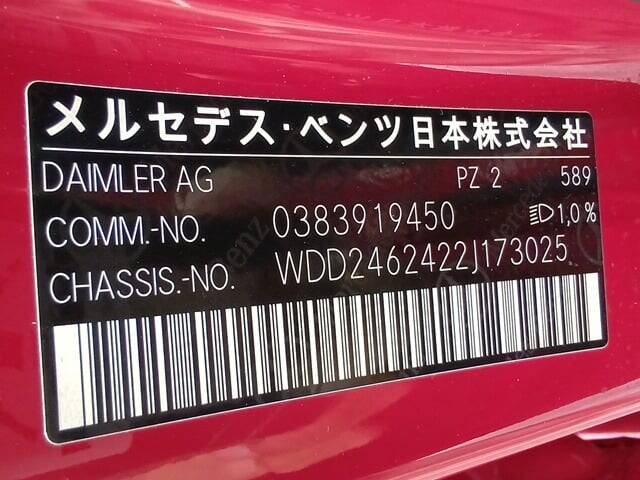 メルセデス・ベンツ日本株式会社
DAIMLER AG PZ 2 589
COMM.-NO. 0383919450 1,0%
CHASSIS.-NO. WDD2462422J173025